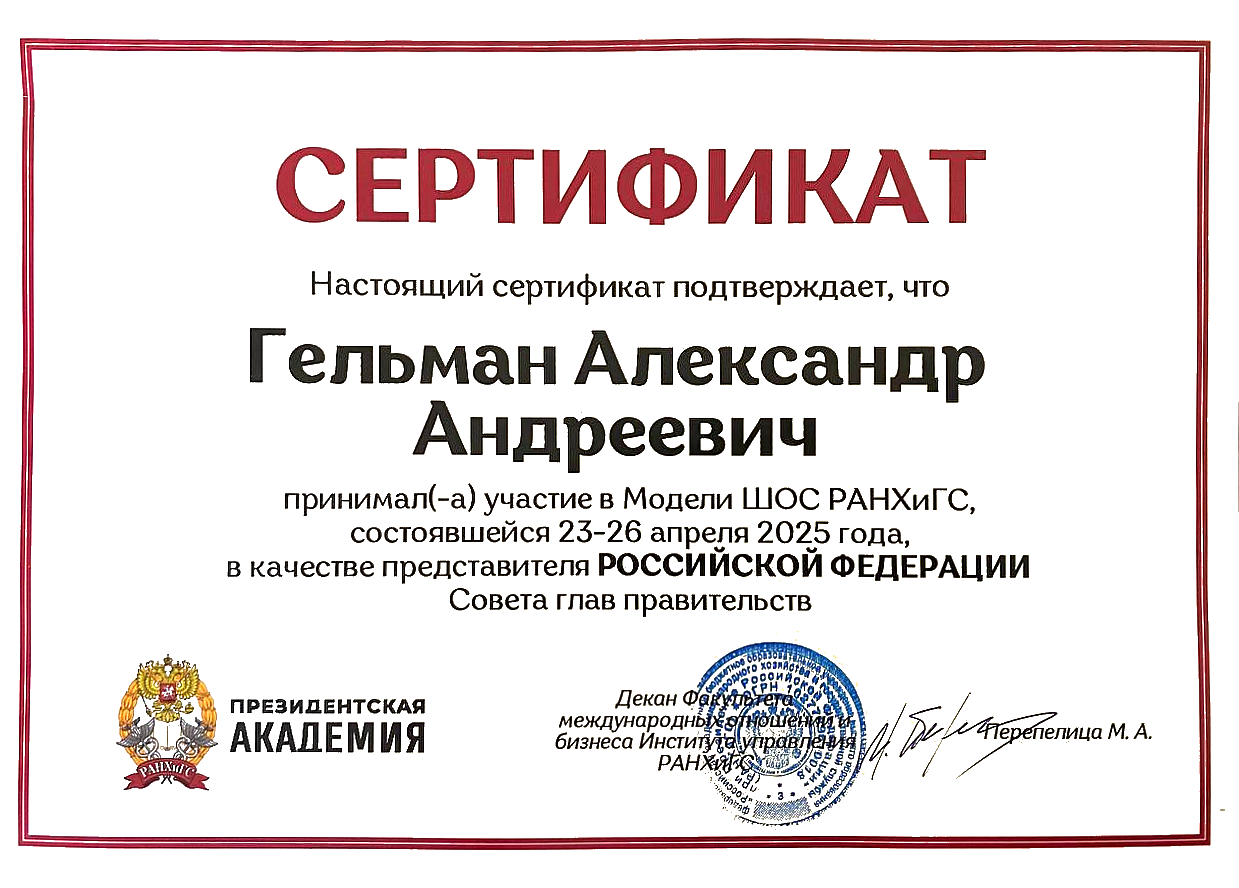 СЕРТИФИКАТ
Настоящий сертификат подтверждает, что
Гельман Александр
Андреевич
принимал(-а) участие в Модели ШОС РАНХиГС,
состоявшейся 23-26 апреля 2025 года,
в качестве представителя РОССИЙСКОЙ ФЕДЕРАЦИИ
Совета глав правительств
РАНХиГС
ПРЕЗИДЕНТСКАЯ
АКАДЕМИЯ
Декан Факультета
международных отношений и
бизнеса Института управления
РАНХиГС
Перепелица М. А.